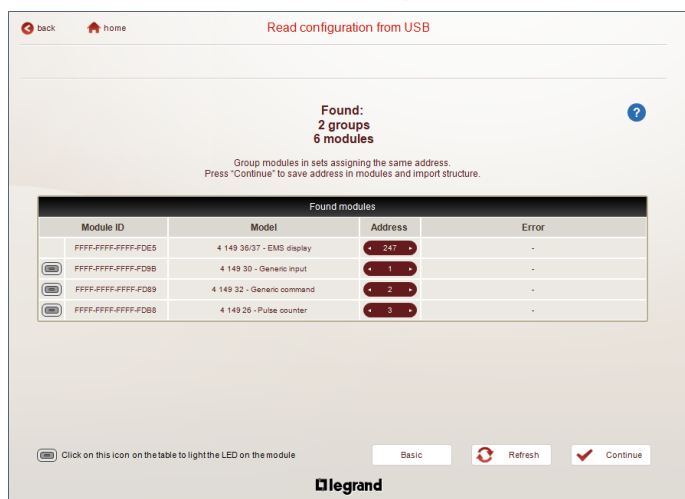 back home Read configuration from USB
Found:
2 groups
6 modules
?
Group modules in sets assigning the same address.
Press "Continue" to save address in modules and import structure.
Found modules
Module ID Model Address Error
FFFF-FFFF-FFFF-FDE5 4 149 36/37 - EMS display 247 -
FFFF-FFFF-FFFF-FD9B 4 149 30 - Generic input 1 -
FFFF-FFFF-FFFF-FD89 4 149 32 - Generic command 2 -
FFFF-FFFF-FFFF-FDB8 4 149 26 - Pulse counter 3 -
Click on this icon on the table to light the LED on the module Basic Refresh Continue
legrand